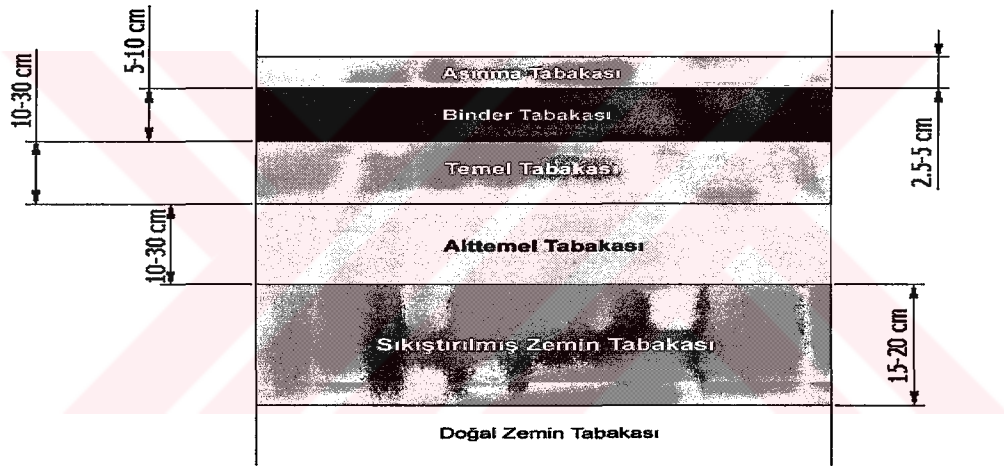 5-10 cm
10-30 cm
Aşınma Tabakası
Binder Tabakası
Temel Tabakası
2.5-5 cm
10-30 cm
Alttemel Tabakası
Sıkıştırılmış Zemin Tabakası
15-20 cm
Doğal Zemin Tabakası